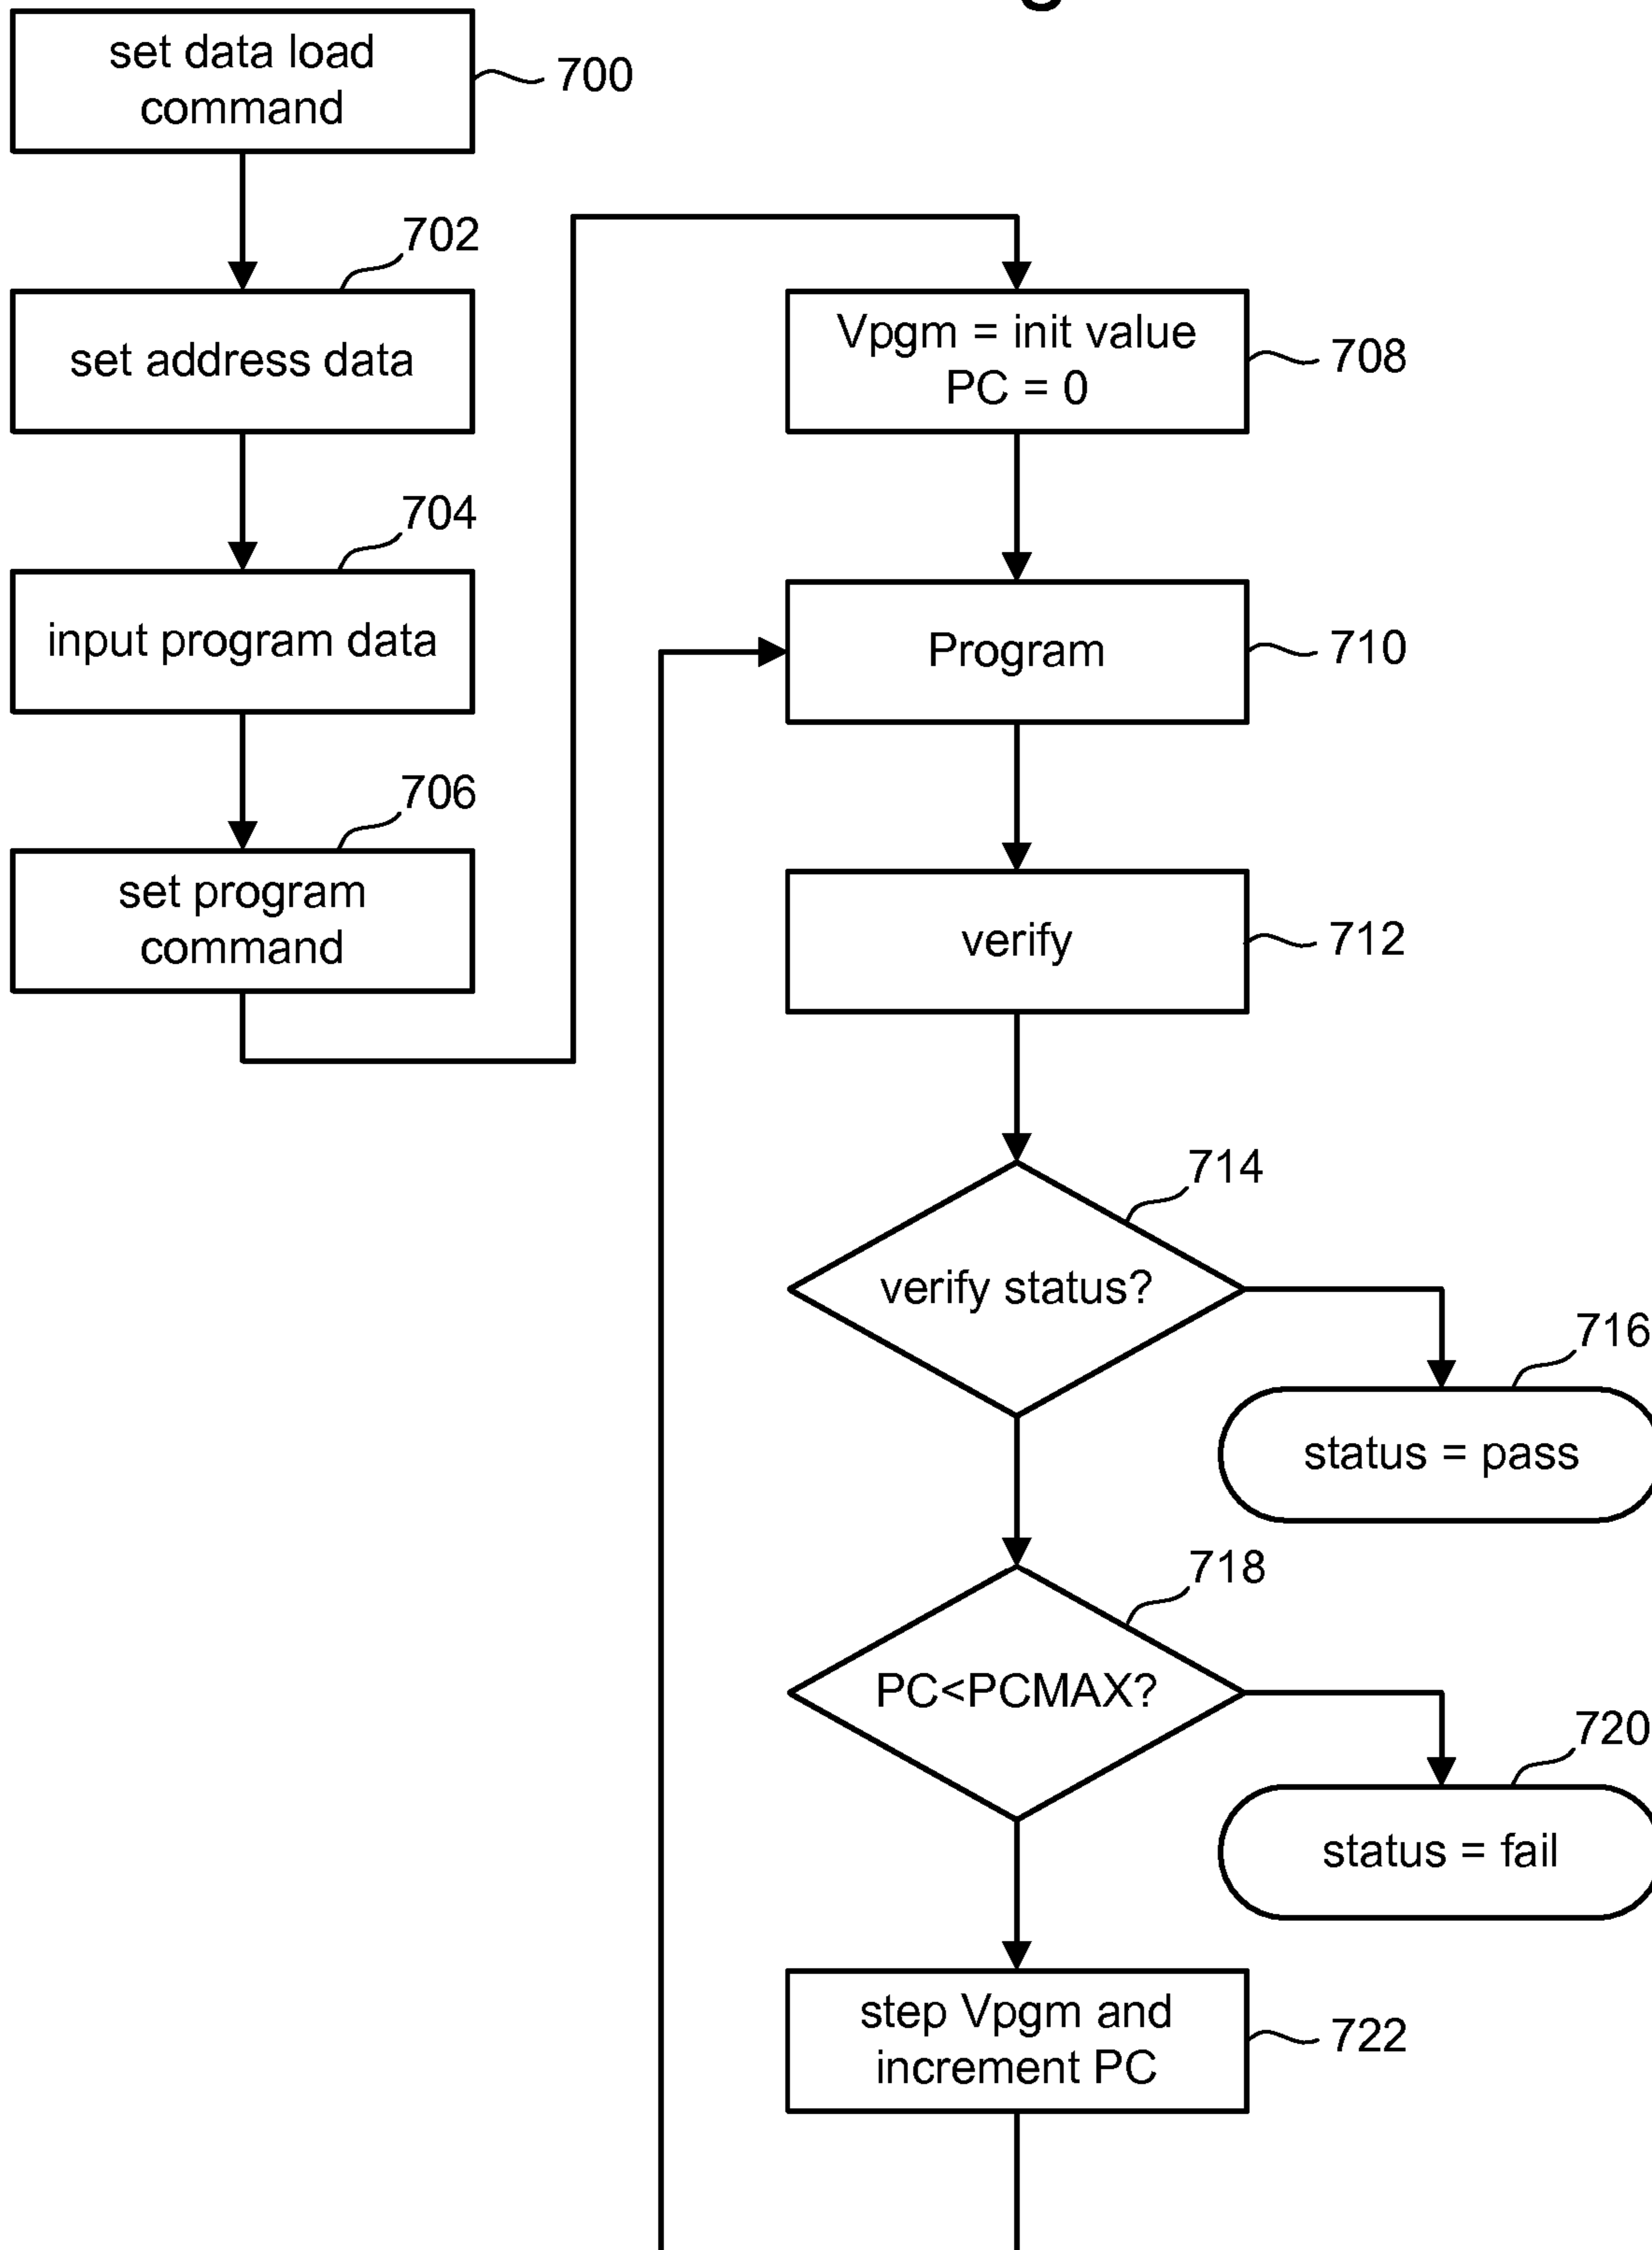 set data load
command
700
702
set address data
704
input program data
706
set program
command
Vpgm = init value
PC = 0
708
Program
710
verify
712
714
verify status?
716
status = pass
718
PC<PCMAX?
720
status = fail
step Vpgm and
increment PC
722